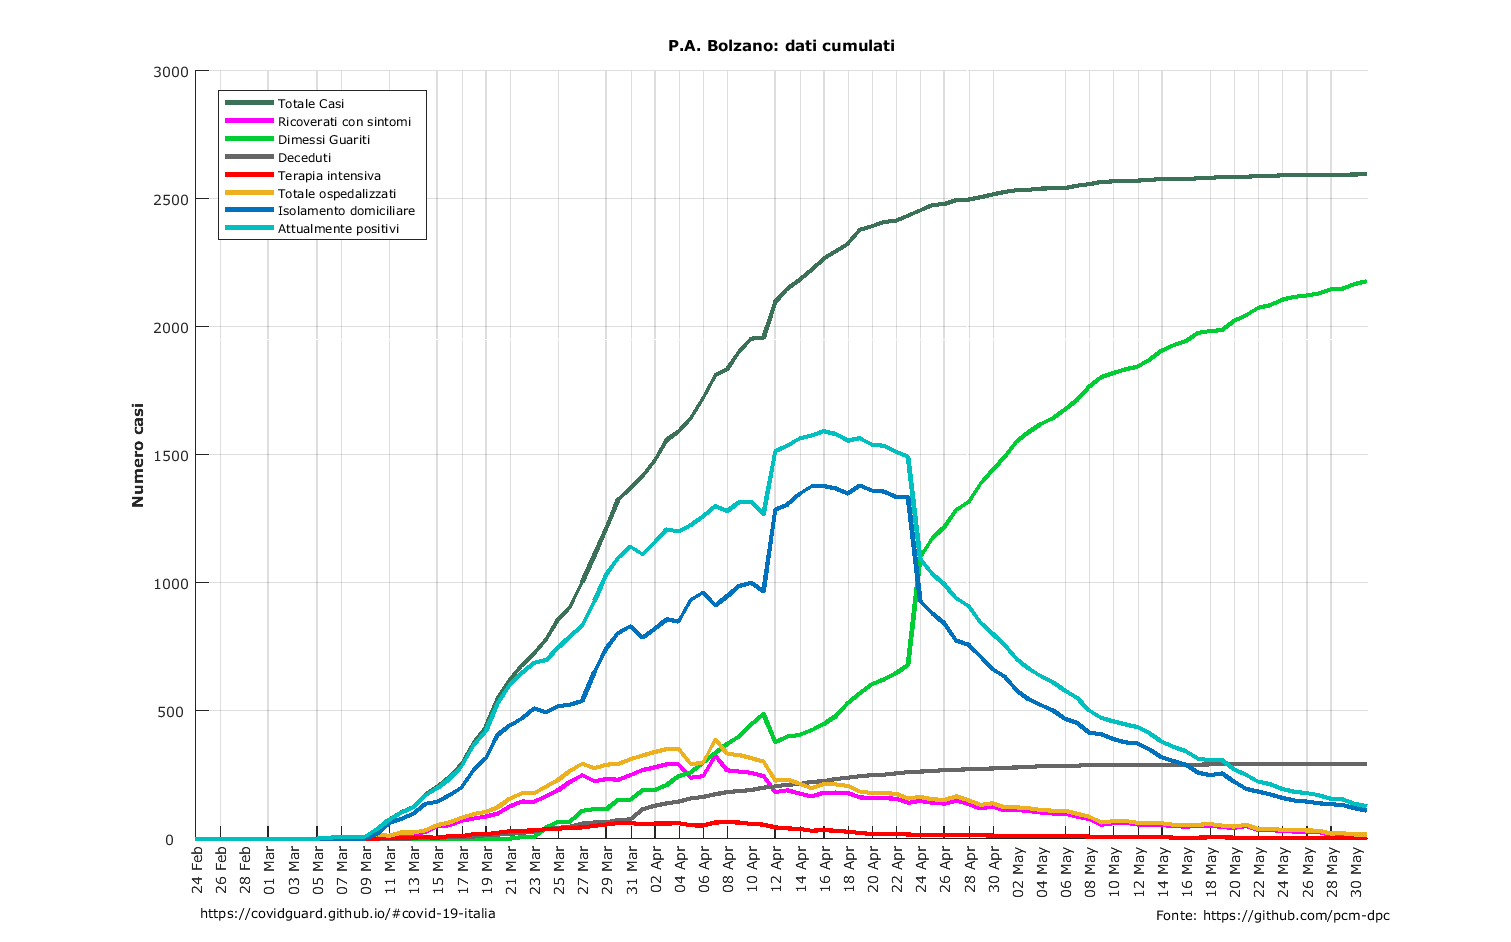 P.A. Bolzano: dati cumulati
3000
2500
2000
1500
1000
500
0
Numero casi
Totale Casi
Ricoverati con sintomi
Dimessi Guariti
Deceduti
Terapia intensiva
Totale ospedalizzati
Isolamento domiciliare
Attualmente positivi
24 Feb
26 Feb
28 Feb
01 Mar
03 Mar
05 Mar
07 Mar
09 Mar
11 Mar
13 Mar
15 Mar
17 Mar
19 Mar
21 Mar
23 Mar
25 Mar
27 Mar
29 Mar
31 Mar
02 Apr
04 Apr
06 Apr
08 Apr
10 Apr
12 Apr
14 Apr
16 Apr
18 Apr
20 Apr
22 Apr
24 Apr
26 Apr
28 Apr
30 Apr
02 May
04 May
06 May
08 May
10 May
12 May
14 May
16 May
18 May
20 May
22 May
24 May
26 May
28 May
30 May
https://covidguard.github.io/#covid-19-italia
Fonte: https://github.com/pcm-dpc